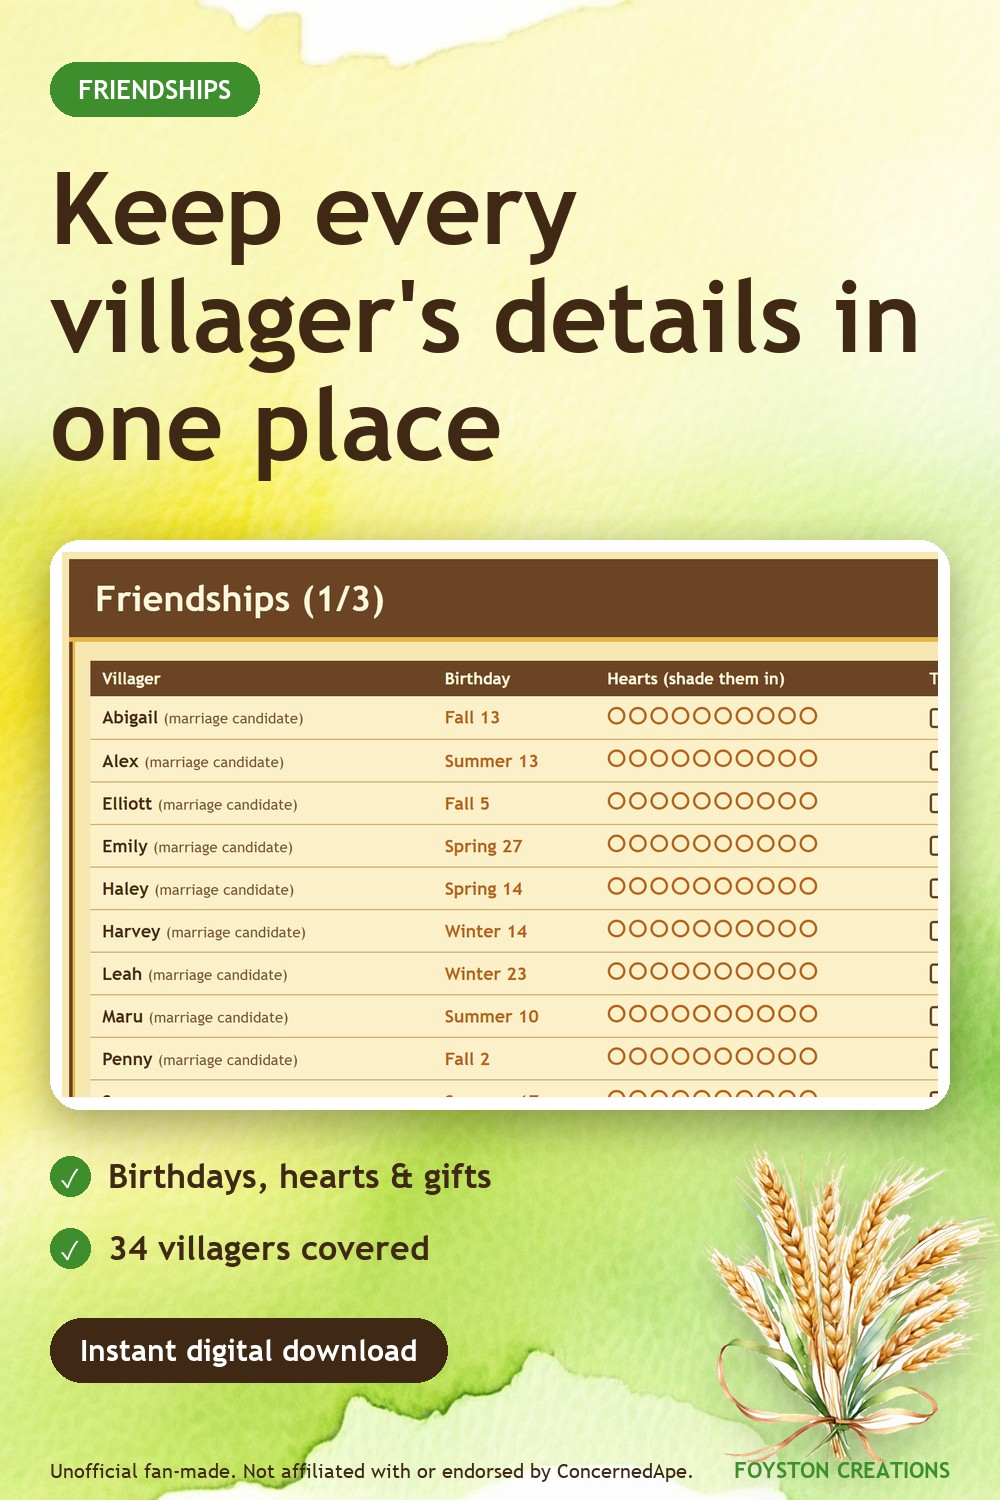 FRIENDSHIPS
Keep every
villager's details in
one place
Friendships (1/3)
Villager Birthday Hearts (shade them in)
Abigail (marriage candidate) Fall 13
Alex (marriage candidate) Summer 13
Elliott (marriage candidate) Fall 5
Emily (marriage candidate) Spring 27
Haley (marriage candidate) Spring 14
Harvey (marriage candidate) Winter 14
Leah (marriage candidate) Winter 23
Maru (marriage candidate) Summer 10
Penny (marriage candidate) Fall 2
✓ Birthdays, hearts & gifts
✓ 34 villagers covered
Instant digital download
Unofficial fan-made. Not affiliated with or endorsed by ConcernedApe. FOYSTON CREATIONS